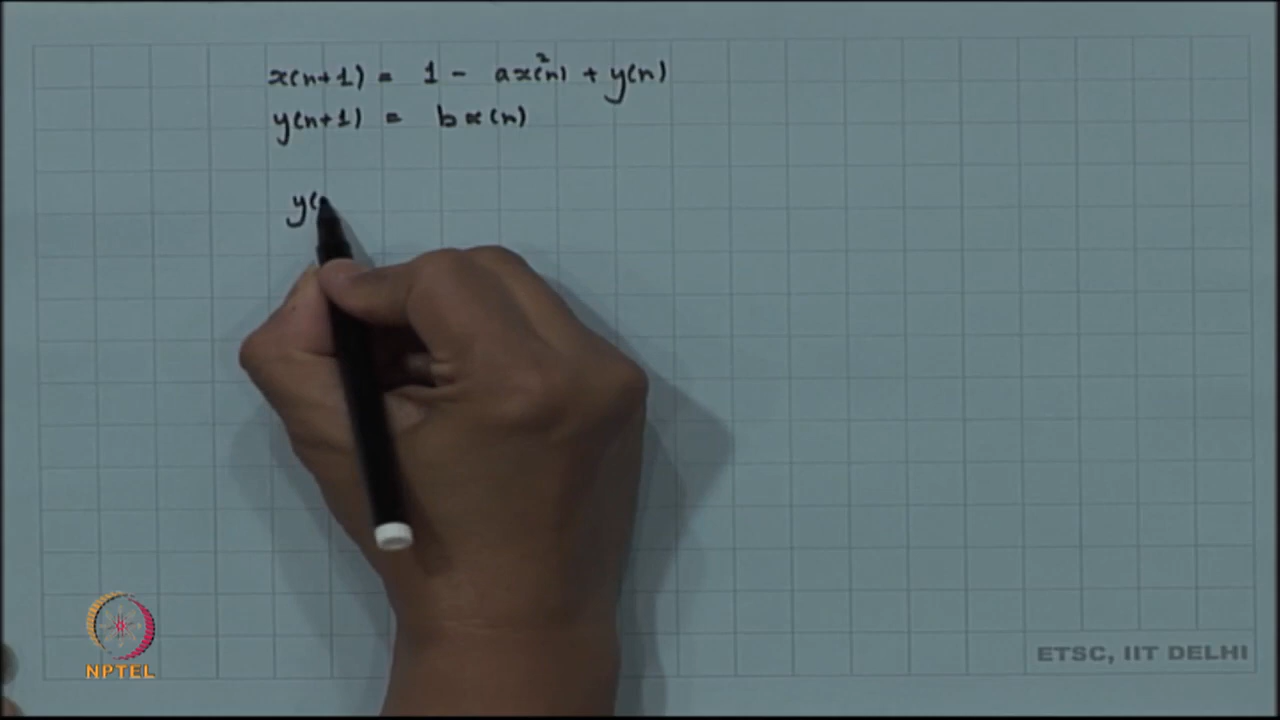 x(n+1) = 1 - ax²(n) + y(n)
y(n+1) = bx(n)
y(
NPTEL
ETSC, IIT DELHI